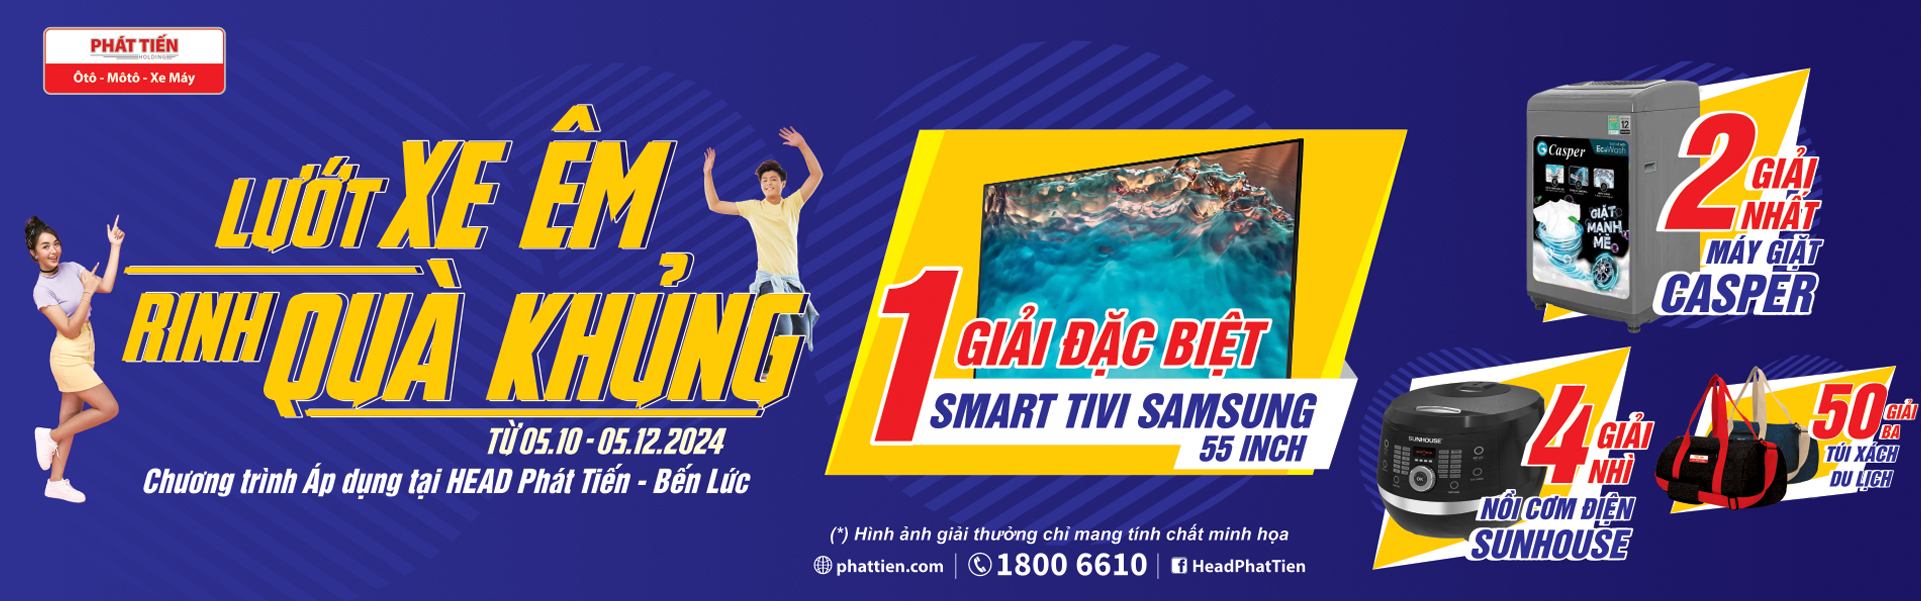 PHÁT TIẾN
HOLDING
Ôtô - Môtô - Xe Máy
LƯỚT XE ÊM
RINH QUÀ KHỦNG
TỪ 05.10 - 05.12.2024
Chương trình Áp dụng tại HEAD Phát Tiến - Bến Lức
1 GIẢI ĐẶC BIỆT
SMART TIVI SAMSUNG
55 INCH
(*) Hình ảnh giải thưởng chỉ mang tính chất minh họa
phattien.com | 1800 6610 | HeadPhatTien
Casper
EcoWash
12
GIẶT
MẠNH
MẼ
2 GIẢI
NHẤT
MÁY GIẶT
CASPER
SUNHOUSE
OK
4 GIẢI
NHÌ
NỒI CƠM ĐIỆN
SUNHOUSE
50 GIẢI
BA
TÚI XÁCH
DU LỊCH